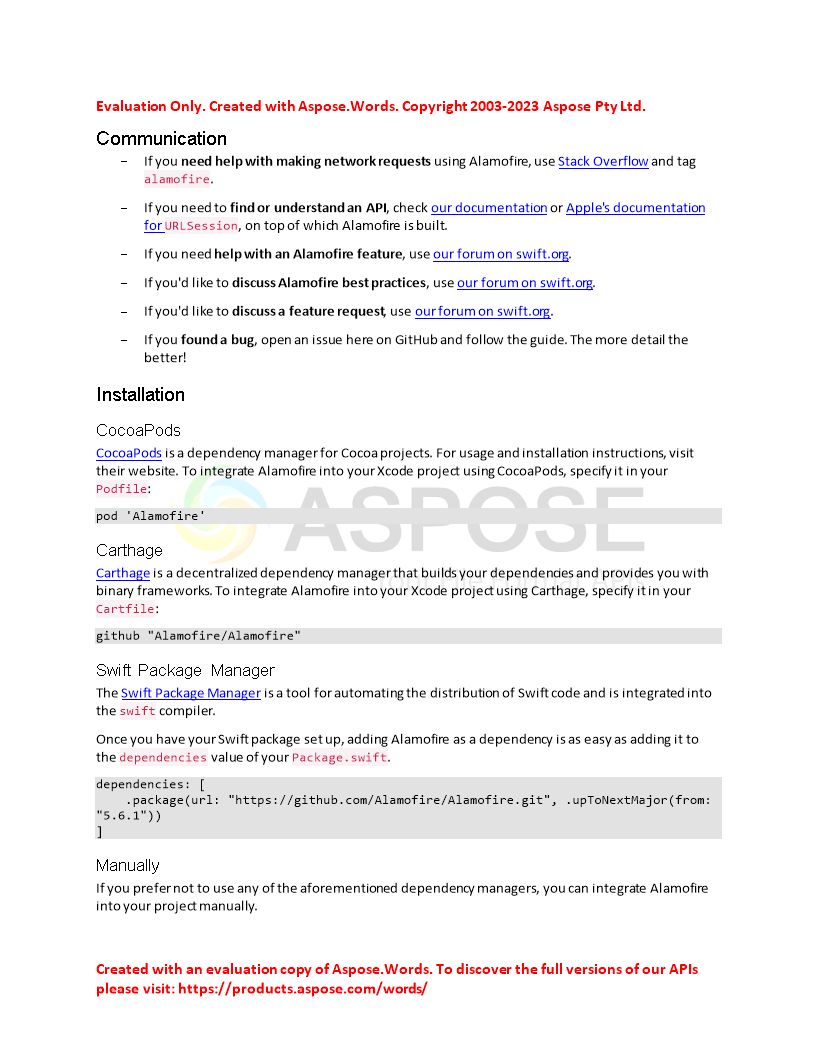 Evaluation Only. Created with Aspose.Words. Copyright 2003-2023 Aspose Pty Ltd.
Communication
– If you need help with making network requests using Alamofire, use Stack Overflow and tag
alamofire.
– If you need to find or understand an API, check our documentation or Apple's documentation
for URLSession, on top of which Alamofire is built.
– If you need help with an Alamofire feature, use our forum on swift.org.
– If you'd like to discuss Alamofire best practices, use our forum on swift.org.
– If you'd like to discuss a feature request, use our forum on swift.org.
– If you found a bug, open an issue here on GitHub and follow the guide. The more detail the
better!
Installation
CocoaPods
CocoaPods is a dependency manager for Cocoa projects. For usage and installation instructions, visit
their website. To integrate Alamofire into your Xcode project using CocoaPods, specify it in your
Podfile:
ASPOSE
pod 'Alamofire'
Carthage
Carthage is a decentralized dependency manager that builds your dependencies and provides you with
Your File Format APIs
binary frameworks. To integrate Alamofire into your Xcode project using Carthage, specify it in your
Cartfile:
github "Alamofire/Alamofire"
Swift Package Manager
The Swift Package Manager is a tool for automating the distribution of Swift code and is integrated into
the swift compiler.
Once you have your Swift package set up, adding Alamofire as a dependency is as easy as adding it to
the dependencies value of your Package.swift.
dependencies: [
    .package(url: "https://github.com/Alamofire/Alamofire.git", .upToNextMajor(from:
"5.6.1"))
]
Manually
If you prefer not to use any of the aforementioned dependency managers, you can integrate Alamofire
into your project manually.
Created with an evaluation copy of Aspose.Words. To discover the full versions of our APIs
please visit: https://products.aspose.com/words/